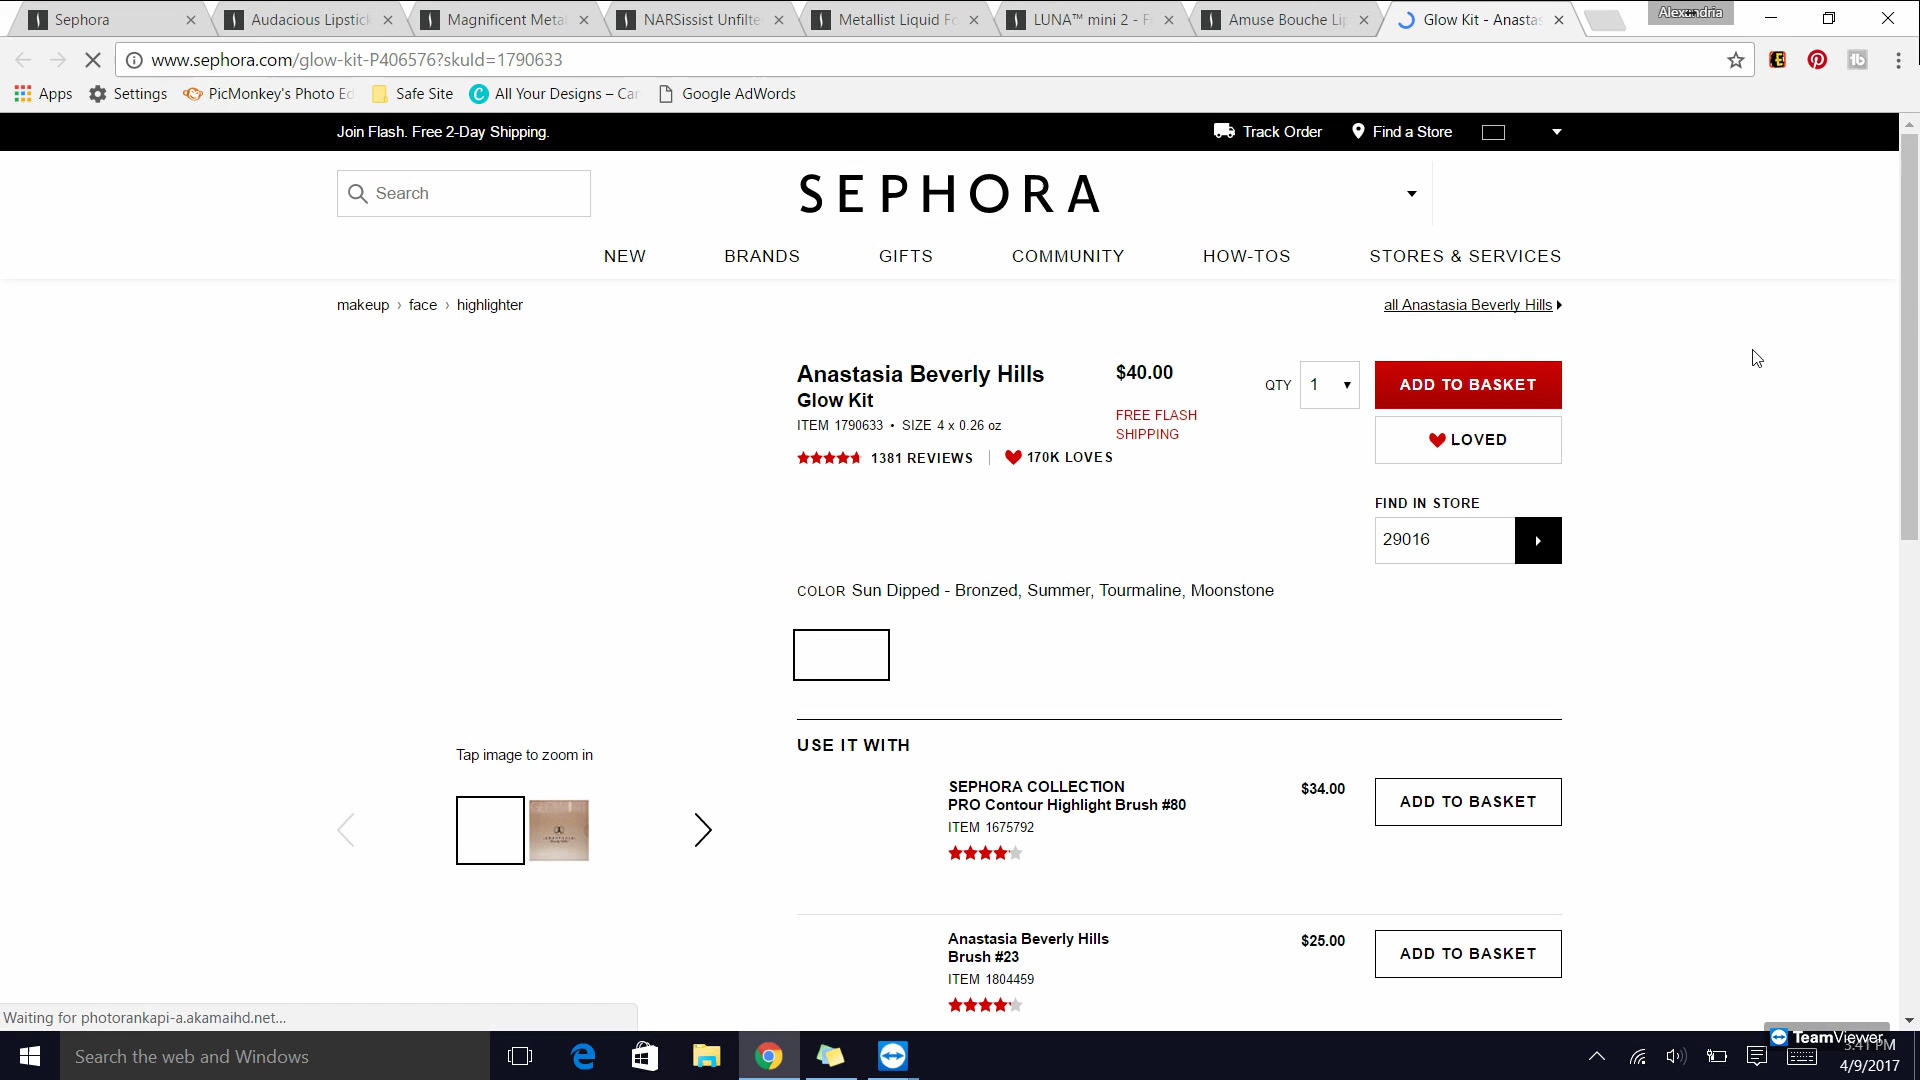 Sephora
Audacious Lipstick
Magnificent Metal
NARSissist Unfilte
Metallist Liquid Fo
LUNA™ mini 2 - F
Amuse Bouche Lip
Glow Kit - Anastas
Alexandria
www.sephora.com/glow-kit-P406576?skuId=1790633
Apps
Settings
PicMonkey's Photo Ed
Safe Site
All Your Designs – Can
Google AdWords
Join Flash. Free 2-Day Shipping.
Track Order
Find a Store
Search
SEPHORA
NEW
BRANDS
GIFTS
COMMUNITY
HOW-TOS
STORES & SERVICES
makeup › face › highlighter
all Anastasia Beverly Hills
Anastasia Beverly Hills
Glow Kit
ITEM 1790633 • SIZE 4 x 0.26 oz
1381 REVIEWS
170K LOVES
$40.00
FREE FLASH
SHIPPING
QTY
1
ADD TO BASKET
LOVED
FIND IN STORE
29016
COLOR Sun Dipped - Bronzed, Summer, Tourmaline, Moonstone
USE IT WITH
Tap image to zoom in
SEPHORA COLLECTION
PRO Contour Highlight Brush #80
ITEM 1675792
$34.00
ADD TO BASKET
Anastasia Beverly Hills
Brush #23
ITEM 1804459
$25.00
ADD TO BASKET
Waiting for photorankapi-a.akamaihd.net...
Search the web and Windows
TeamViewer
3:41 PM
4/9/2017